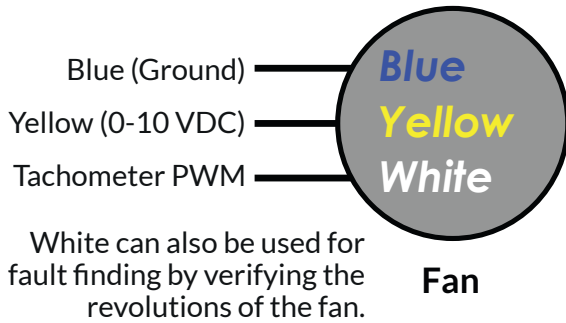 Blue (Ground)
Blue
Yellow (0-10 VDC)
Yellow
Tachometer PWM
White
White can also be used for
fault finding by verifying the
revolutions of the fan.
Fan